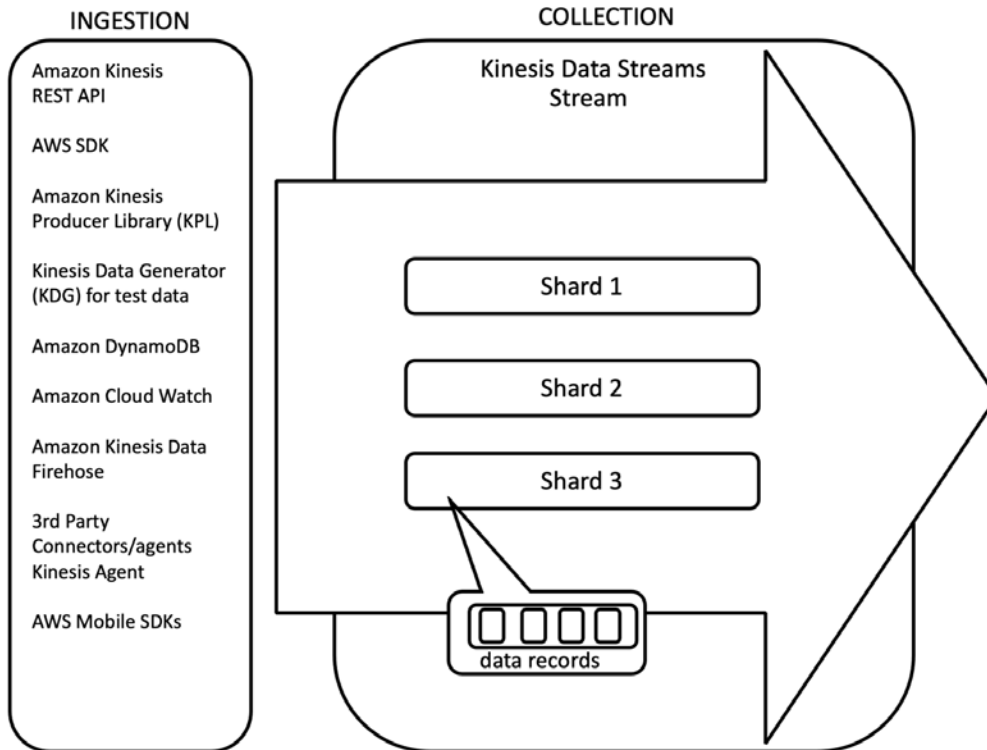 INGESTION
Amazon Kinesis
REST API
AWS SDK
Amazon Kinesis
Producer Library (KPL)
Kinesis Data Generator
(KDG) for test data
Amazon DynamoDB
Amazon Cloud Watch
Amazon Kinesis Data
Firehose
3rd Party
Connectors/agents
Kinesis Agent
AWS Mobile SDKs
COLLECTION
Kinesis Data Streams
Stream
Shard 1
Shard 2
Shard 3
data records